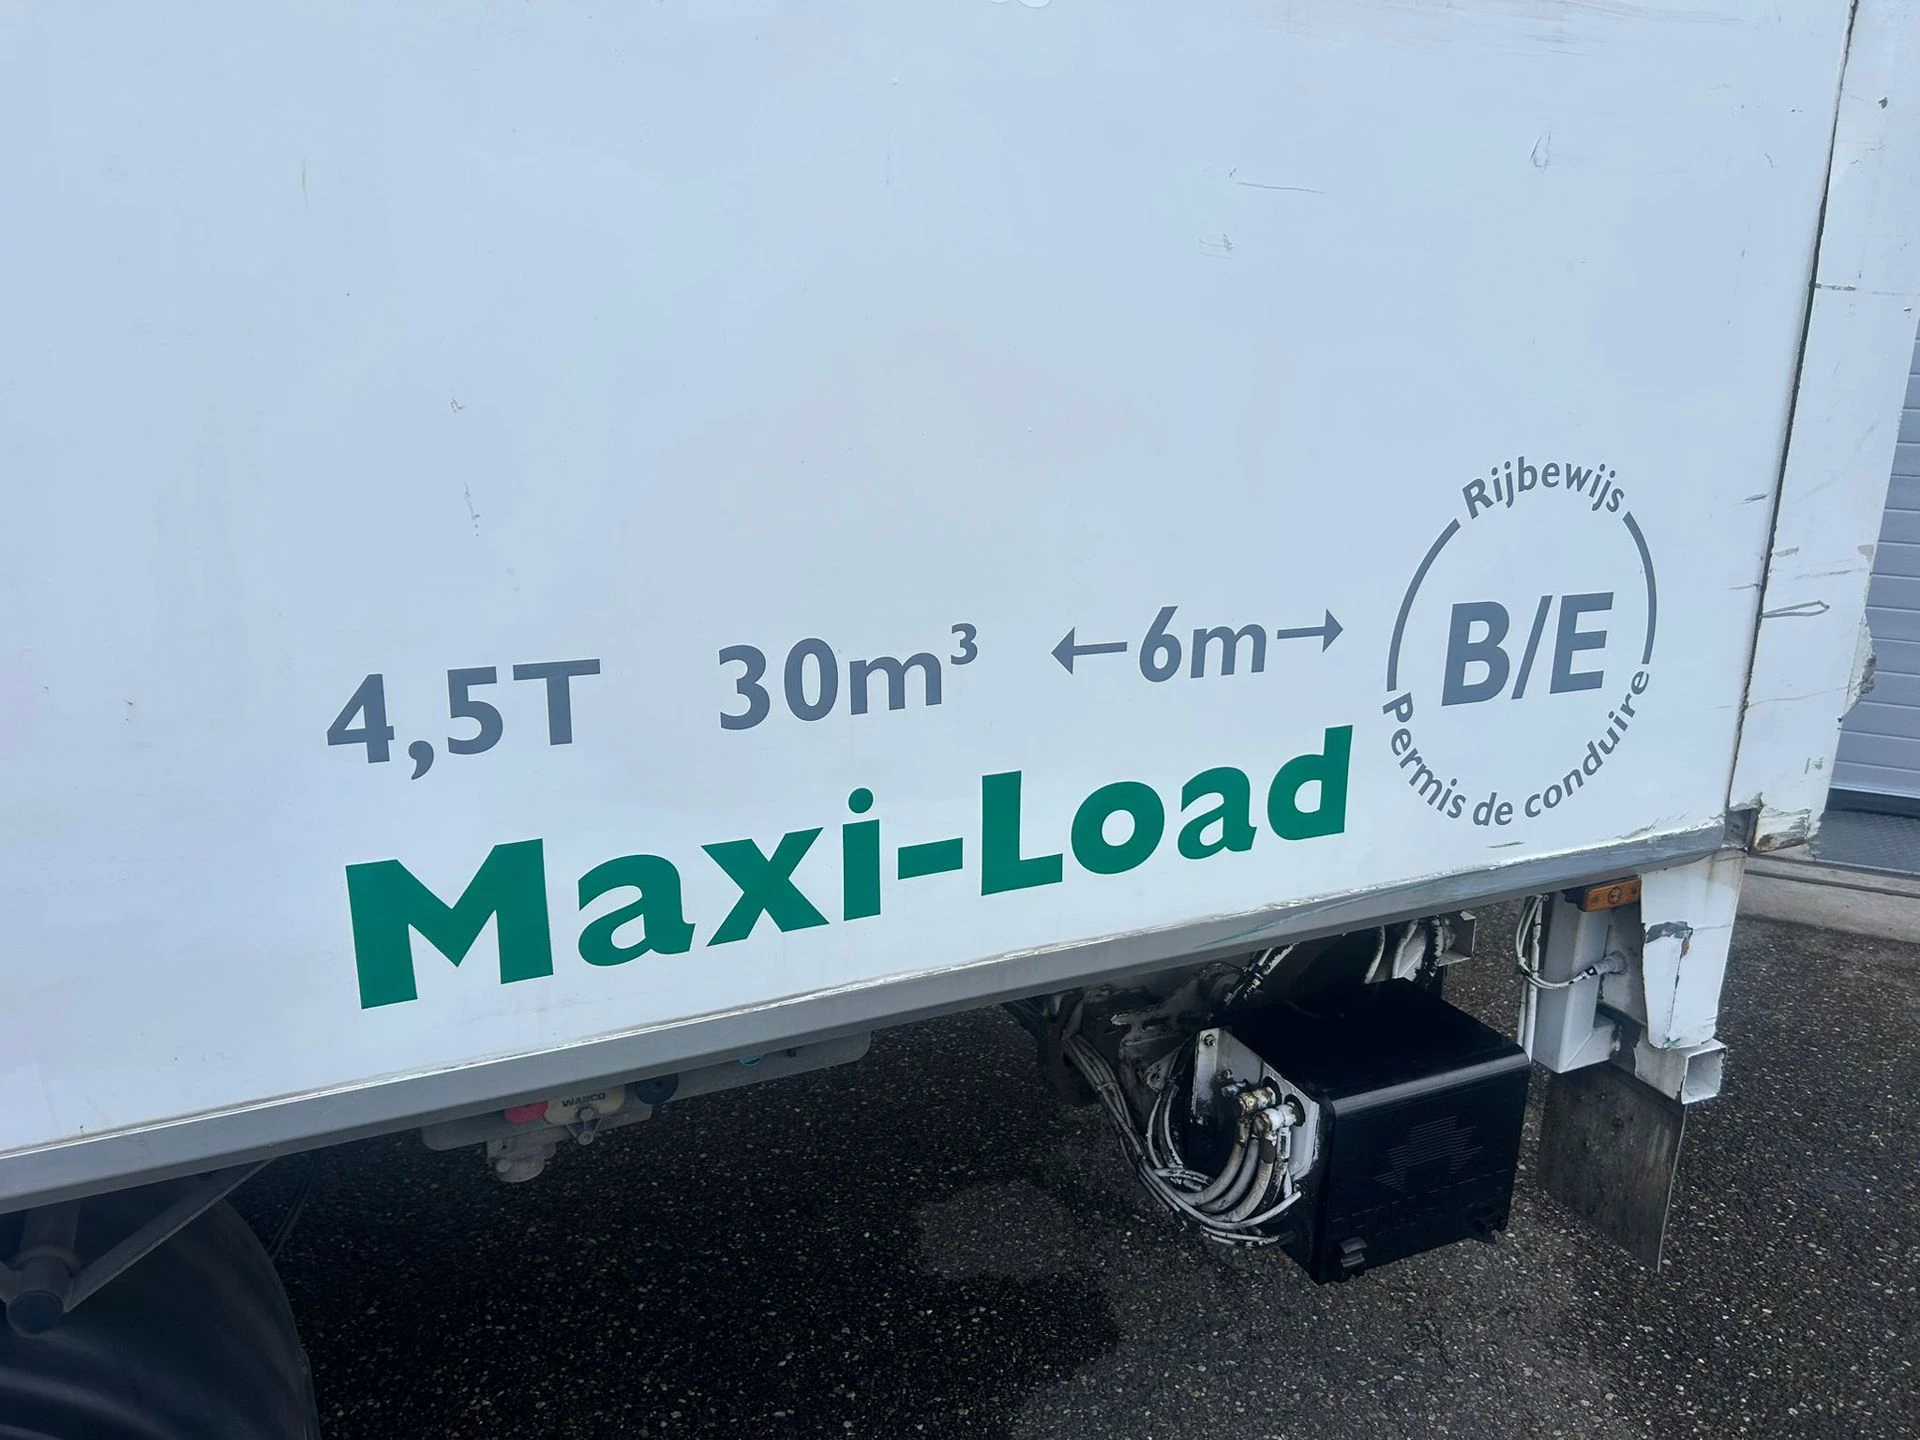 Rijbewijs
4,5T 30m³ ←6m→ B/E
Permis de conduire
Maxi-Load
WABCO